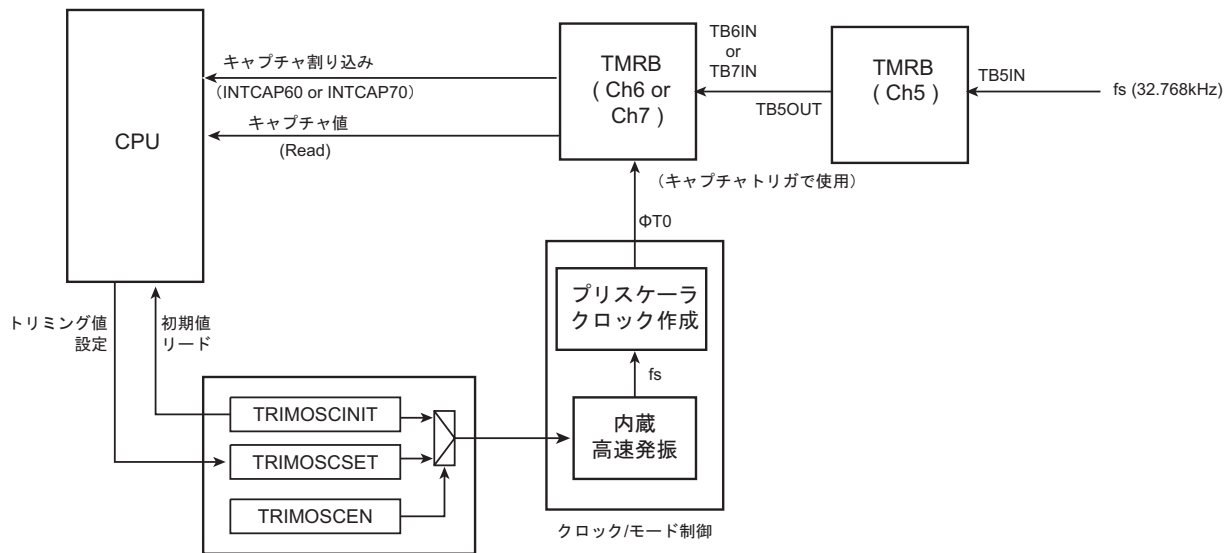 キャプチャ割り込み
（INTCAP60 or INTCAP70）
キャプチャ値
(Read)
CPU
TMRB
( Ch6 or
Ch7 )
TB6IN
or
TB7IN
TB5OUT
TMRB
( Ch5 )
TB5IN
fs (32.768kHz)
（キャプチャトリガで使用）
ΦT0
プリスケーラ
クロック作成
fs
内蔵
高速発振
クロック/モード制御
トリミング値
設定
初期値
リード
TRIMOSCINIT
TRIMOSCSET
TRIMOSCEN